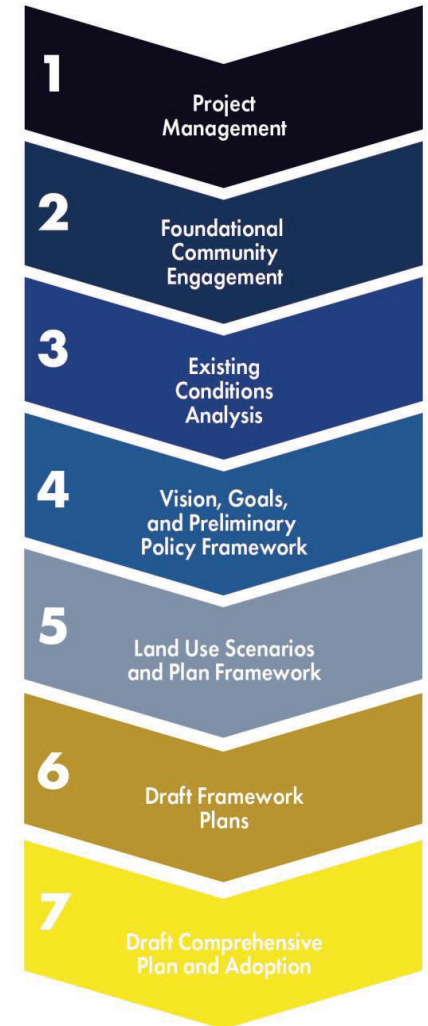 1
Project
Management
2
Foundational
Community
Engagement
3
Existing
Conditions
Analysis
4
Vision, Goals,
and Preliminary
Policy Framework
5
Land Use Scenarios
and Plan Framework
6
Draft Framework
Plans
7
Draft Comprehensive
Plan and Adoption